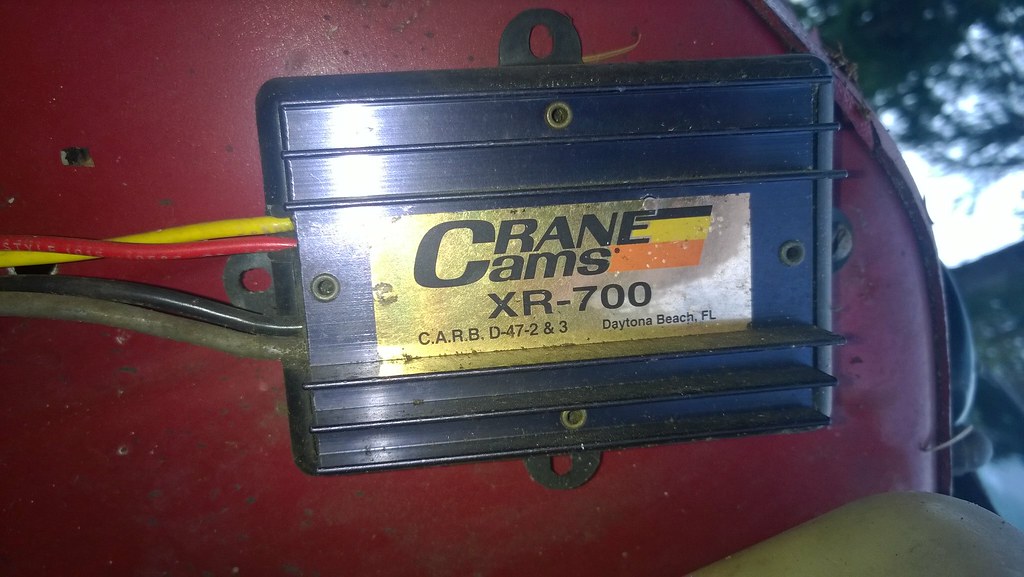 CRANE
Cams
XR-700
C.A.R.B. D-47-2 & 3 Daytona Beach, FL